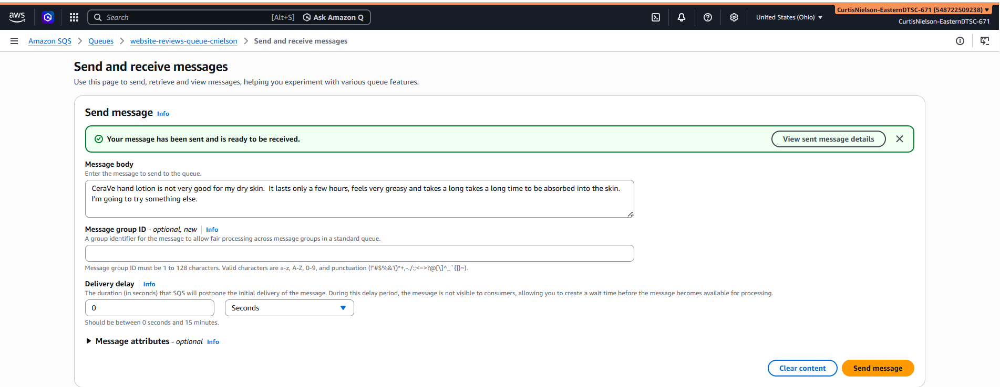 aws
Search
[Alt+S]
Ask Amazon Q
United States (Ohio)
CurtisNielson-EasternDTSC-671 (548722509238)
CurtisNielson-EasternDTSC-671
Amazon SQS > Queues > website-reviews-queue-cnielson > Send and receive messages
Send and receive messages
Use this page to send, retrieve and view messages, helping you experiment with various queue features.
Send message Info
Your message has been sent and is ready to be received.
View sent message details
Message body
Enter the message to send to the queue.
CeraVe hand lotion is not very good for my dry skin.  It lasts only a few hours, feels very greasy and takes a long takes a long time to be absorbed into the skin.
I'm going to try something else.
Message group ID - optional, new Info
A group identifier for the message to allow fair processing across message groups in a standard queue.
Message group ID must be 1 to 128 characters. Valid characters are a-z, A-Z, 0-9, and punctuation (!"#$%&'()*+,-./:;<=>?@[\]^_`{|}~).
Delivery delay Info
The duration (in seconds) that SQS will postpone the initial delivery of the message. During this delay period, the message is not visible to consumers, allowing you to create a wait time before the message becomes available for processing.
0
Seconds
Should be between 0 seconds and 15 minutes.
Message attributes - optional Info
Clear content
Send message